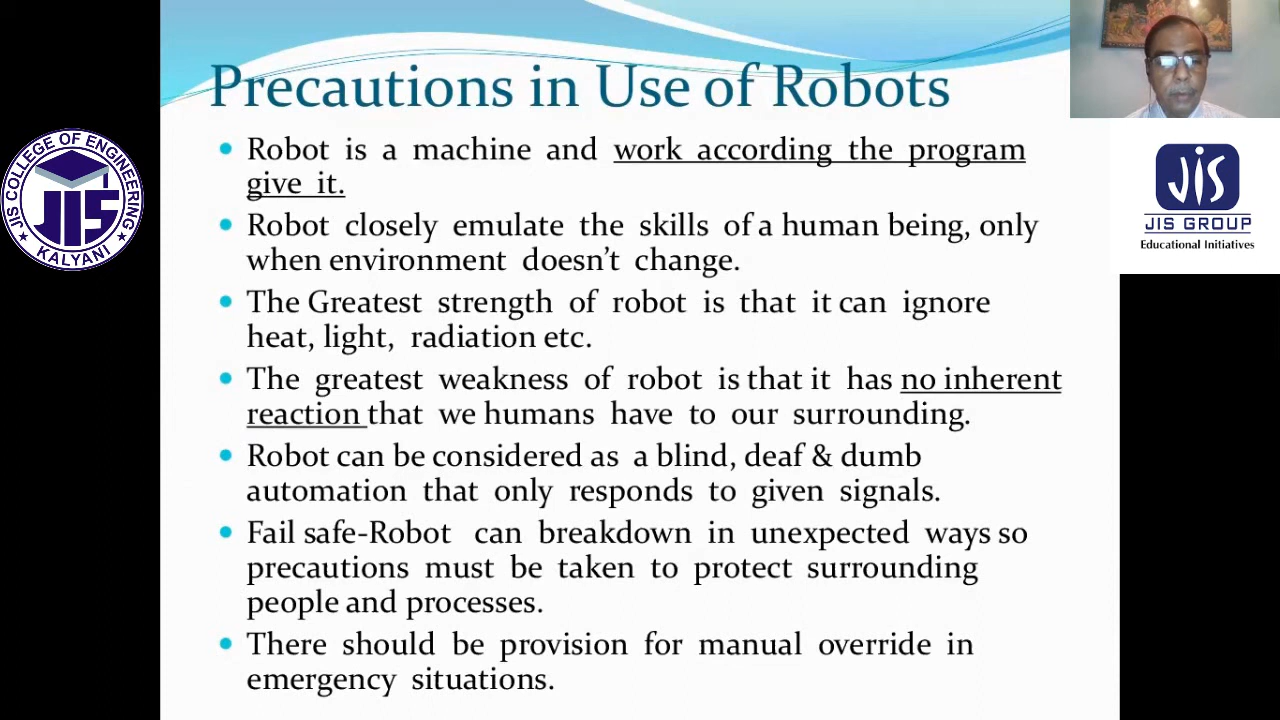 Precautions in Use of Robots
• Robot is a machine and work according the program
give it.
• Robot closely emulate the skills of a human being, only
when environment doesn't change.
• The Greatest strength of robot is that it can ignore
heat, light, radiation etc.
• The greatest weakness of robot is that it has no inherent
reaction that we humans have to our surrounding.
• Robot can be considered as a blind, deaf & dumb
automation that only responds to given signals.
• Fail safe-Robot can breakdown in unexpected ways so
precautions must be taken to protect surrounding
people and processes.
• There should be provision for manual override in
emergency situations.
JIS COLLEGE OF ENGINEERING
JIS
KALYANI
JIS
JIS GROUP
Educational Initiatives